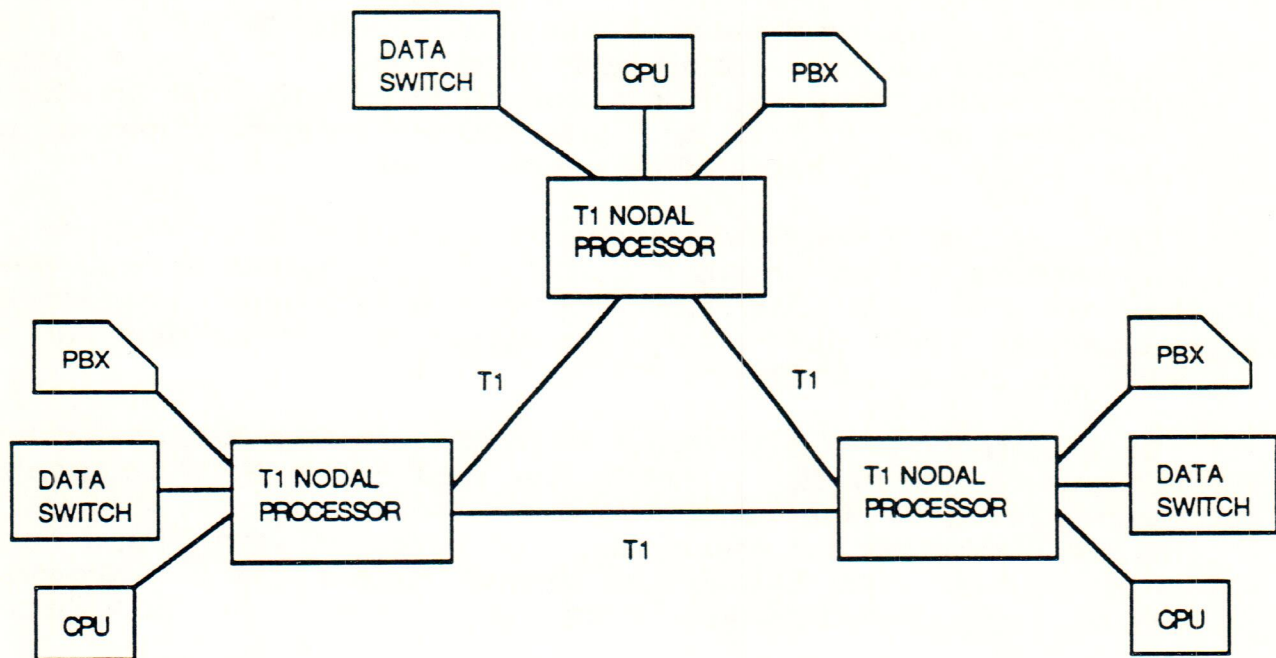 DATA
SWITCH
CPU
PBX
T1 NODAL
PROCESSOR
T1
T1
PBX
DATA
SWITCH
CPU
T1 NODAL
PROCESSOR
T1
T1 NODAL
PROCESSOR
PBX
DATA
SWITCH
CPU